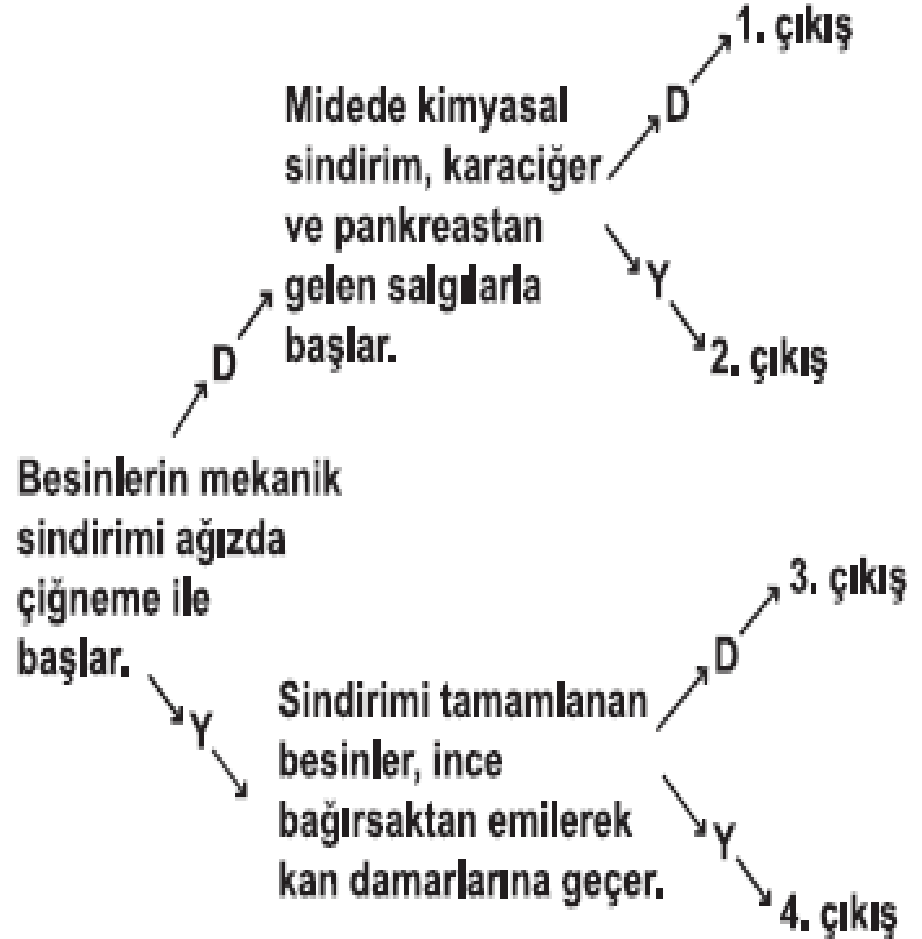 1. çıkış
D
Midede kimyasal
sindirim, karaciğer
ve pankreastan
gelen salgılarla
başlar.
Y
2. çıkış
D
Besinlerin mekanik
sindirimi ağızda
çiğneme ile
başlar.
Y
3. çıkış
D
Sindirimi tamamlanan
besinler, ince
bağırsaktan emilerek
kan damarlarına geçer.
Y
4. çıkış